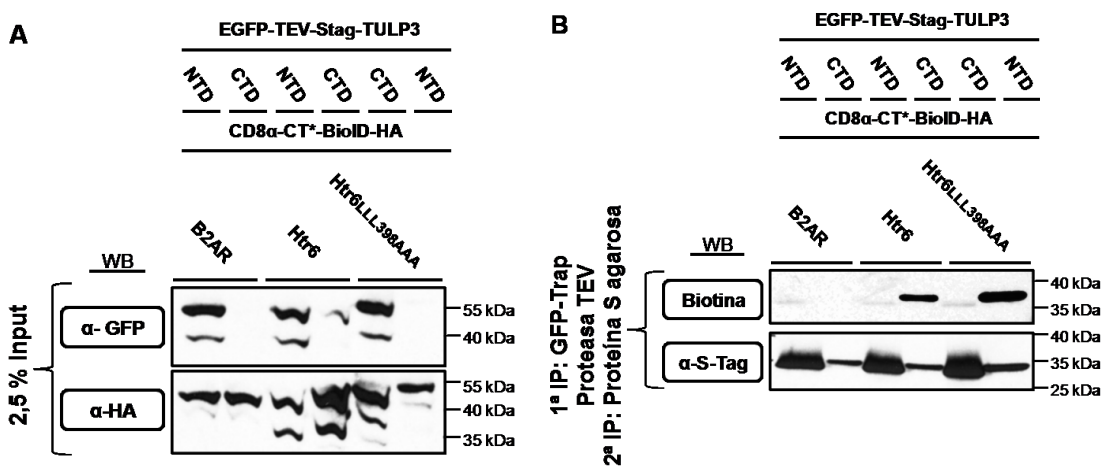 A
EGFP-TEV-Stag-TULP3
NTD CTD NTD CTD CTD NTD
CD8α-CT*-BioID-HA
B2AR Htr6 Htr6LLL398AAA
WB
2,5 % Input
α- GFP
55 kDa
40 kDa
α-HA
55 kDa
40 kDa
35 kDa
B
EGFP-TEV-Stag-TULP3
NTD CTD NTD CTD CTD NTD
CD8α-CT*-BioID-HA
B2AR Htr6 Htr6LLL398AAA
WB
1ª IP: GFP-Trap
Proteasa TEV
2ª IP: Proteína S agarosa
Biotina
40 kDa
35 kDa
α-S-Tag
40 kDa
35 kDa
25 kDa